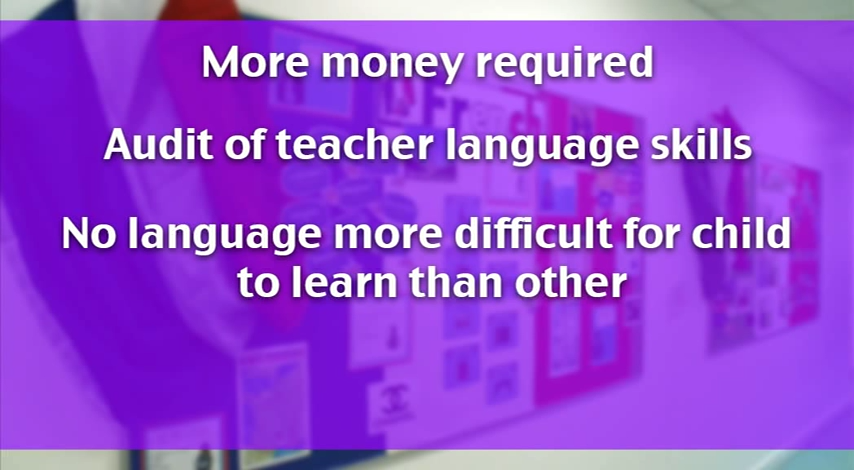 More money required
Audit of teacher language skills
No language more difficult for child
to learn than other